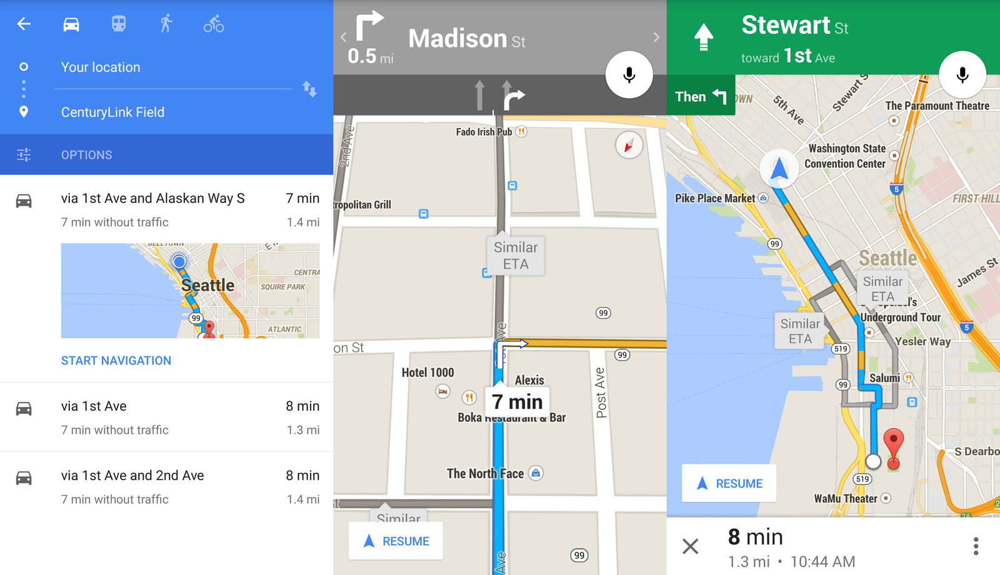 Your location
CenturyLink Field
OPTIONS
via 1st Ave and Alaskan Way S 7 min
7 min without traffic 1.4 mi
BELLTOWN
Seattle
CENTRA
SQUIRE PARK
99
ATLANTIC
START NAVIGATION
via 1st Ave 8 min
7 min without traffic 1.3 mi
via 1st Ave and 2nd Ave 8 min
7 min without traffic 1.4 mi
Madison St
0.5 mi
2nd Ave
Fado Irish Pub
tropolitan Grill
Similar
ETA
99
on St
Ave
99
Hotel 1000
Alexis
7 min
Boka Restaurant & Bar
Post Ave
The North Face
Similar
RESUME
99
Ave
Stewart St
toward 1st Ave
Then
OWN
5th Ave
Stewart S
The Paramount Theatre
Washington State
Convention Center
5
Pike Place Market
FIRST HILL
99
Seattle
Similar
ETA
James St
Underground Tour
Similar
ETA
5
519
Yesler Way
99
Salumi
S Dearbo
519
RESUME
WaMu Theater
8 min
1.3 mi • 10:44 AM